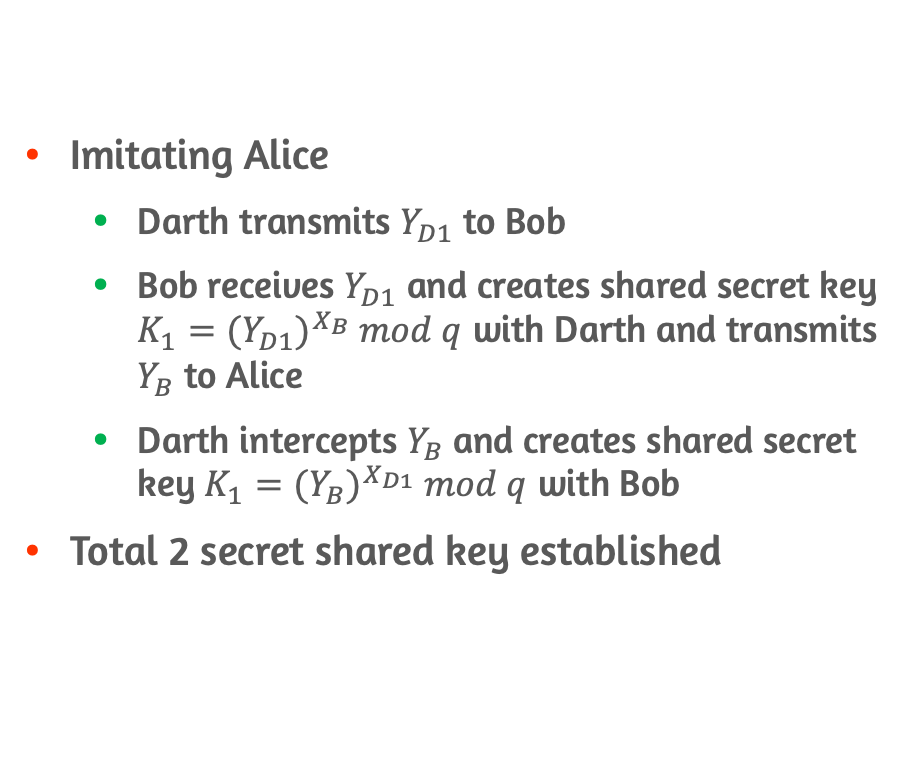 • Imitating Alice
• Darth transmits $Y_{D1}$ to Bob
• Bob receives $Y_{D1}$ and creates shared secret key
$K_1 = (Y_{D1})^{X_B} \, mod \, q$ with Darth and transmits
$Y_B$ to Alice
• Darth intercepts $Y_B$ and creates shared secret
key $K_1 = (Y_B)^{X_{D1}} \, mod \, q$ with Bob
• Total 2 secret shared key established